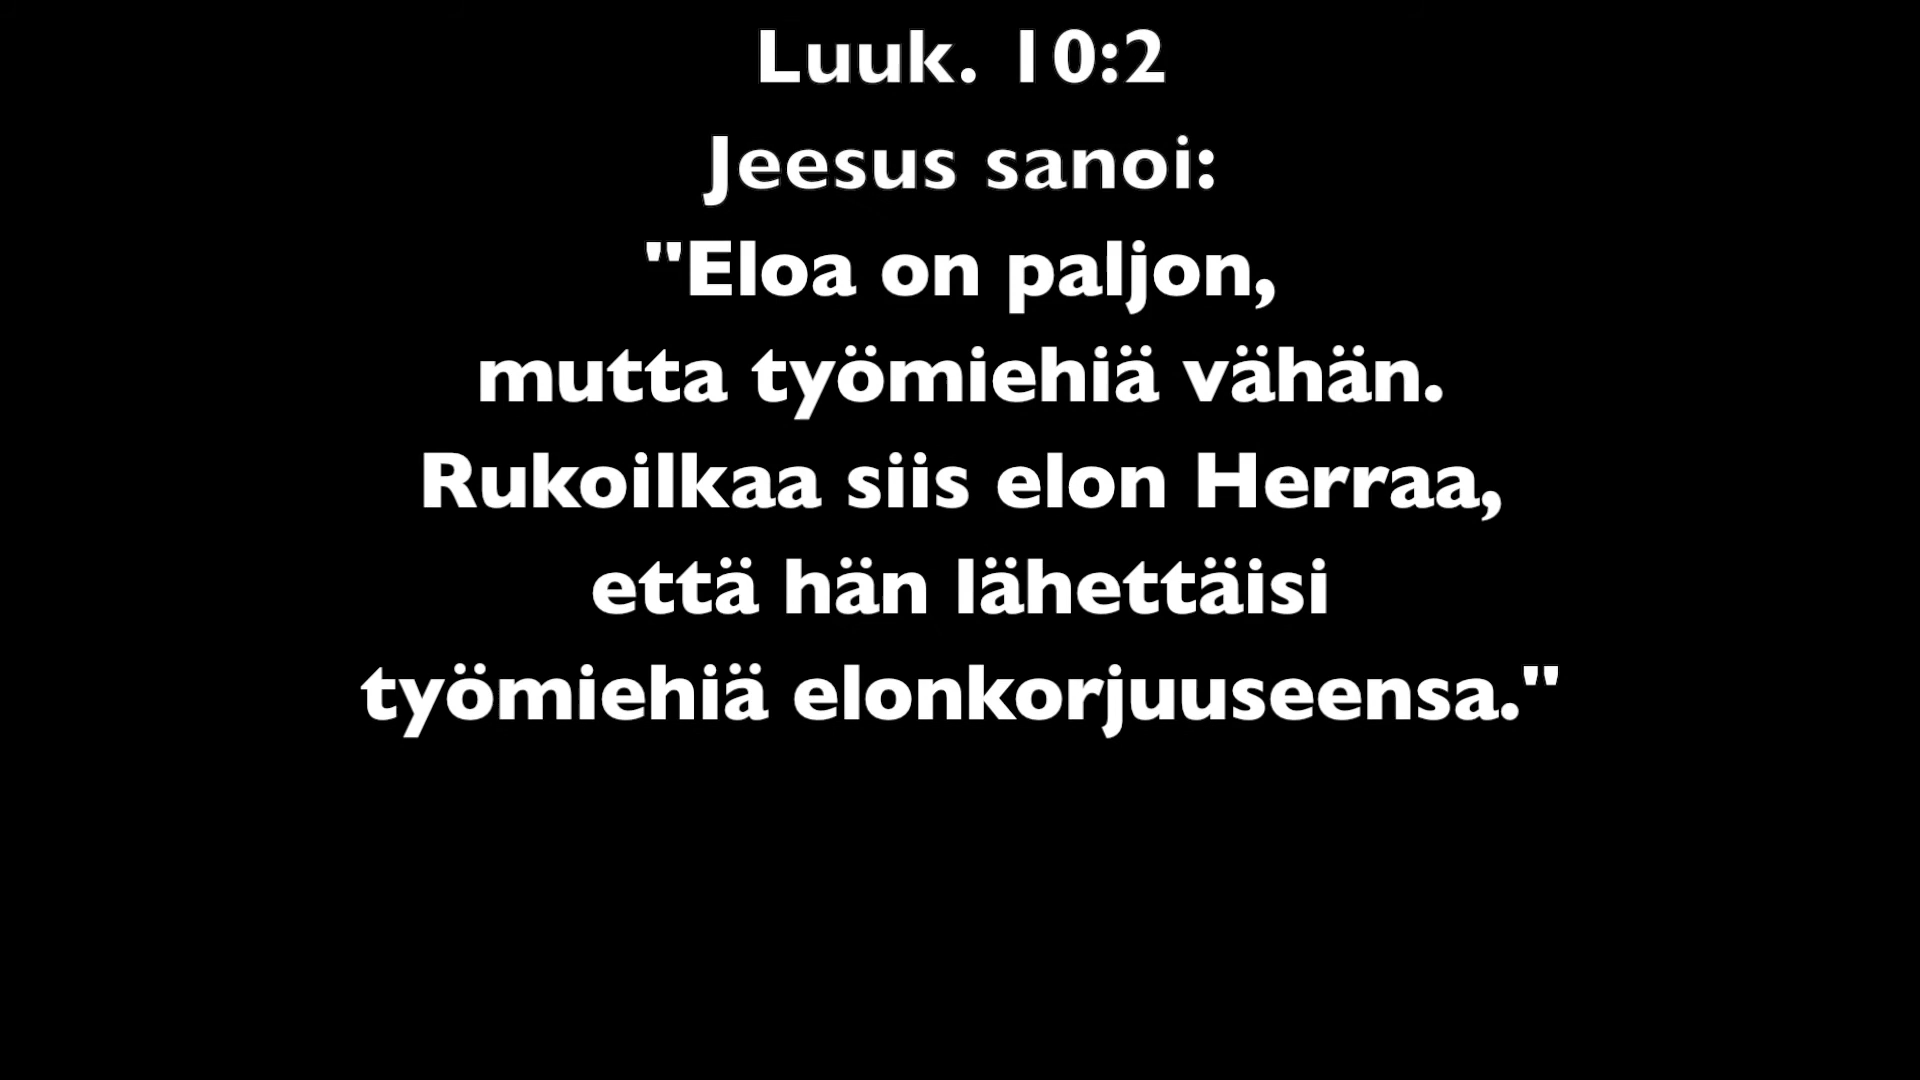 Luuk. 10:2
Jeesus sanoi:
"Eloa on paljon,
mutta työmiehiä vähän.
Rukoilkaa siis elon Herraa,
että hän lähettäisi
työmiehiä elonkorjuuseensa."